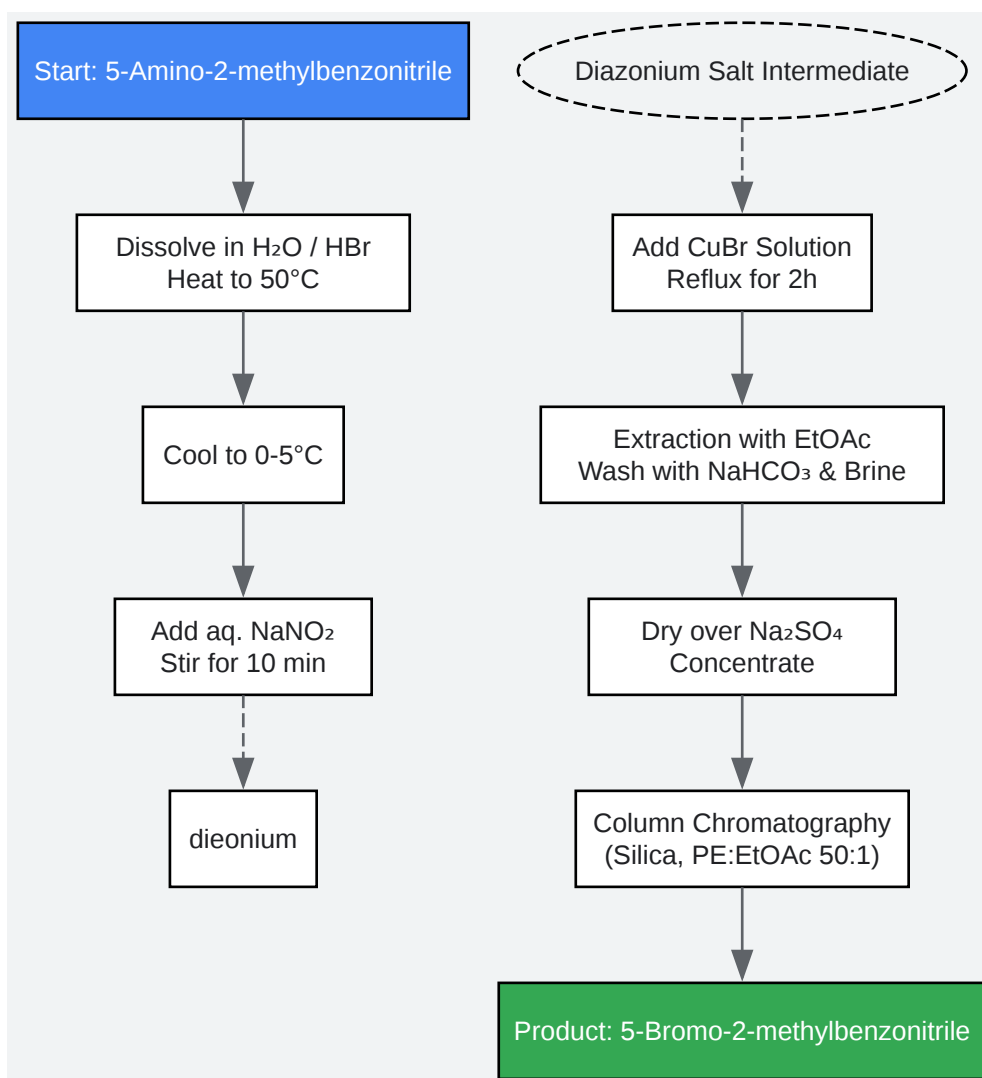 Start: 5-Amino-2-methylbenzonitrile
Dissolve in H₂O / HBr
Heat to 50°C
Cool to 0-5°C
Add aq. NaNO₂
Stir for 10 min
dieonium
Diazonium Salt Intermediate
Add CuBr Solution
Reflux for 2h
Extraction with EtOAc
Wash with NaHCO₃ & Brine
Dry over Na₂SO₄
Concentrate
Column Chromatography
(Silica, PE:EtOAc 50:1)
Product: 5-Bromo-2-methylbenzonitrile